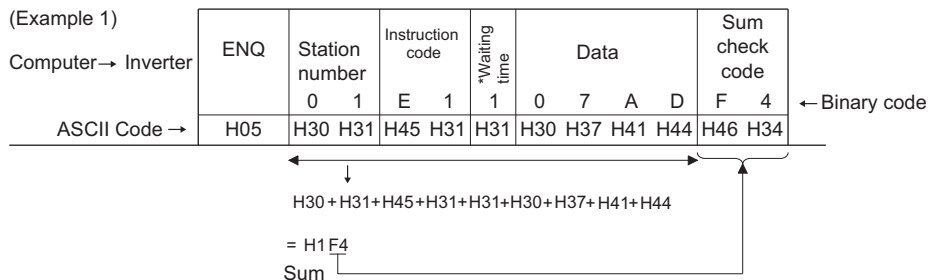 (Example 1)
Computer→ Inverter
ENQ
Station number
Instruction code
*Waiting time
Data
Sum check code
0 1 E 1 1 0 7 A D F 4 ←Binary code
ASCII Code → H05 H30 H31 H45 H31 H31 H30 H37 H41 H44 H46 H34
H30+H31+H45+H31+H31+H30+H37+H41+H44
= H1F4
Sum